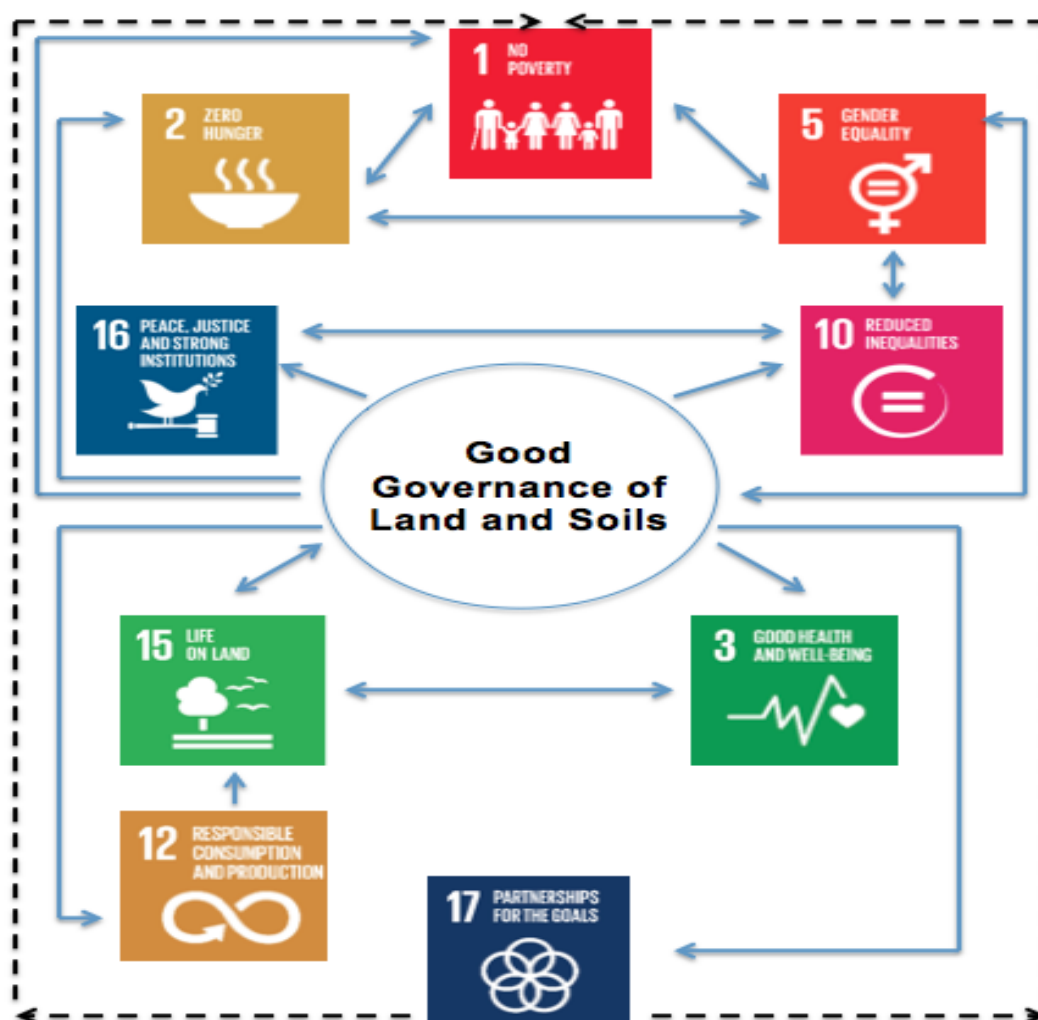 1 NO
POVERTY
2 ZERO
HUNGER
5 GENDER
EQUALITY
16 PEACE, JUSTICE
AND STRONG
INSTITUTIONS
10 REDUCED
INEQUALITIES
Good
Governance of
Land and Soils
15 LIFE
ON LAND
3 GOOD HEALTH
AND WELL-BEING
12 RESPONSIBLE
CONSUMPTION
AND PRODUCTION
17 PARTNERSHIPS
FOR THE GOALS